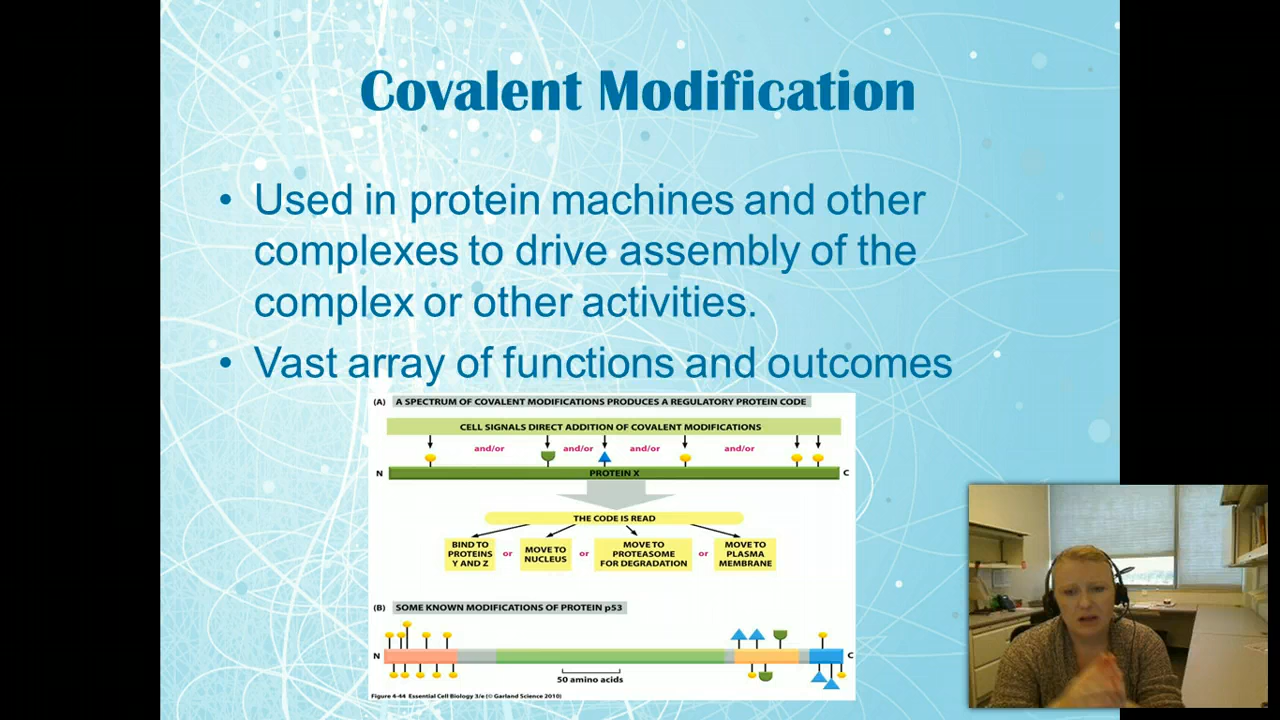 Covalent Modification
• Used in protein machines and other
complexes to drive assembly of the
complex or other activities.
• Vast array of functions and outcomes
(A) A SPECTRUM OF COVALENT MODIFICATIONS PRODUCES A REGULATORY PROTEIN CODE
CELL SIGNALS DIRECT ADDITION OF COVALENT MODIFICATIONS
and/or and/or and/or and/or
N PROTEIN X C
THE CODE IS READ
BIND TO
PROTEINS
Y AND Z
or
MOVE TO
NUCLEUS
or
MOVE TO
PROTEASOME
FOR DEGRADATION
or
MOVE TO
PLASMA
MEMBRANE
(B) SOME KNOWN MODIFICATIONS OF PROTEIN p53
N C
50 amino acids
Figure 4-44 Essential Cell Biology 3/e (© Garland Science 2010)